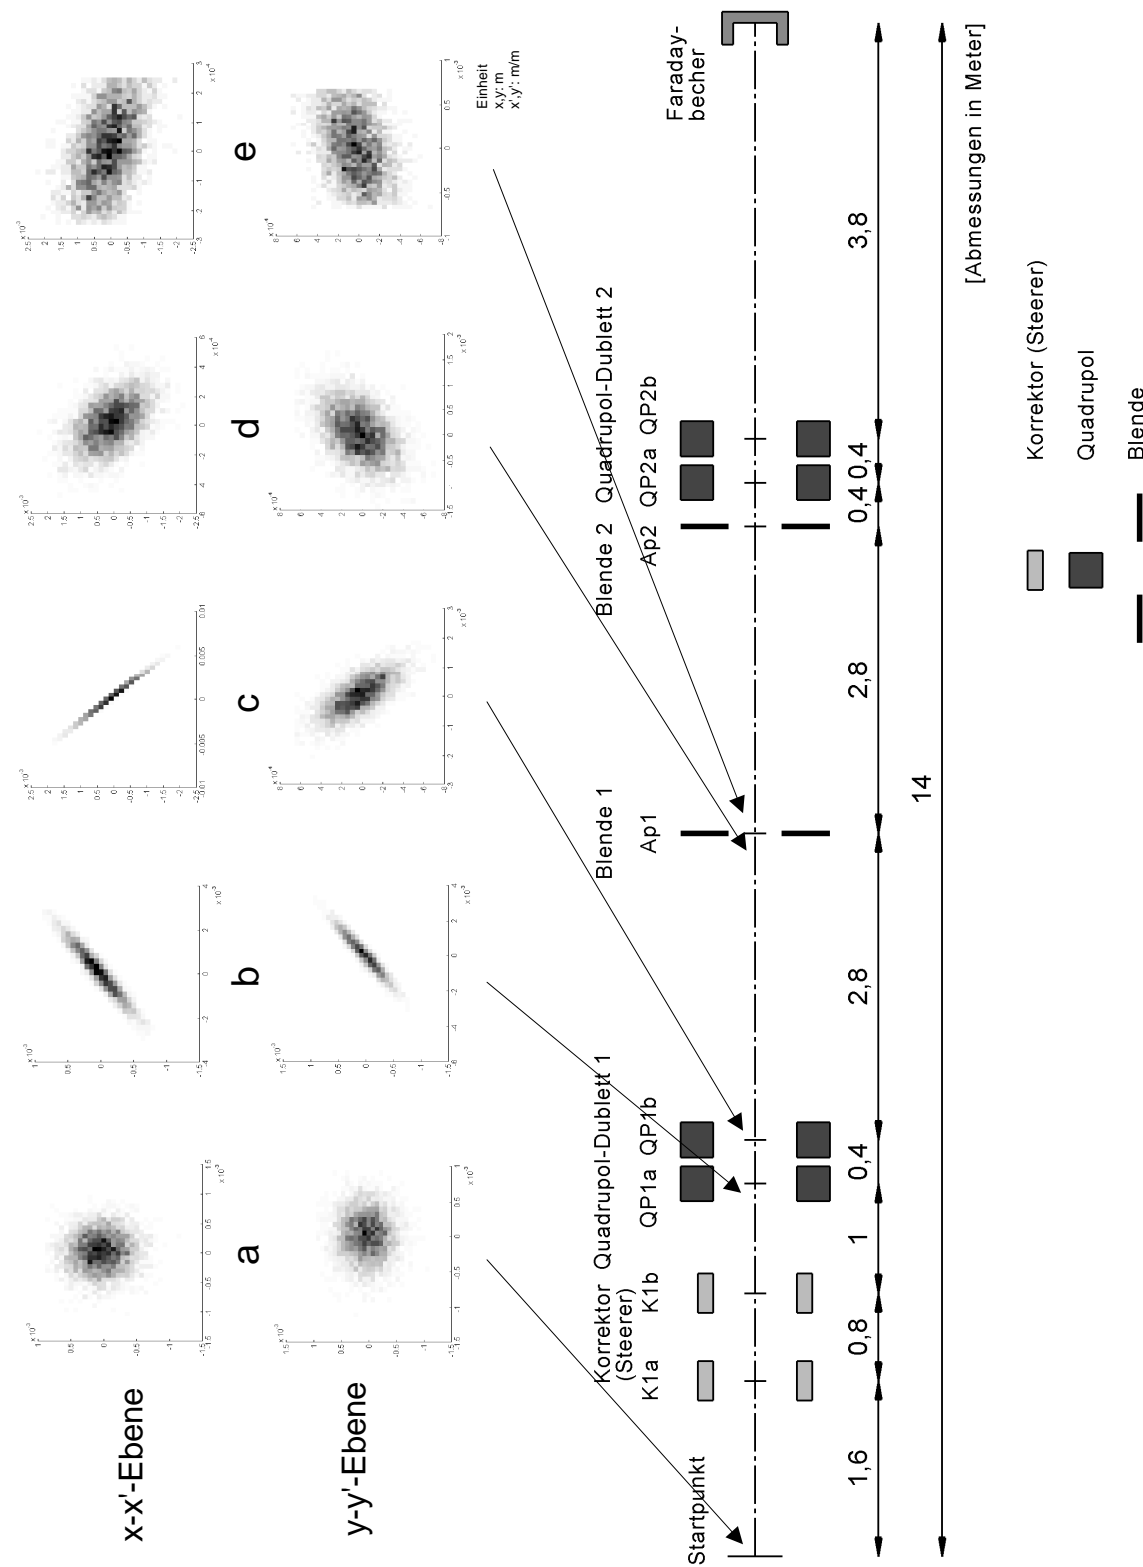 x-x'-Ebene
y-y'-Ebene
a
b
c
d
e
Einheit
x,y: m
x',y': m/m
Startpunkt
Korrektor
(Steerer)
K1a
K1b
Quadrupol-Dublett 1
QP1a
QP1b
Blende 1
Ap1
Blende 2
Ap2
Quadrupol-Dublett 2
QP2a
QP2b
Faraday-
becher
1,6
0,8
1
0,4
2,8
2,8
0,4
0,4
3,8
14
[Abmessungen in Meter]
Korrektor (Steerer)
Quadrupol
Blende